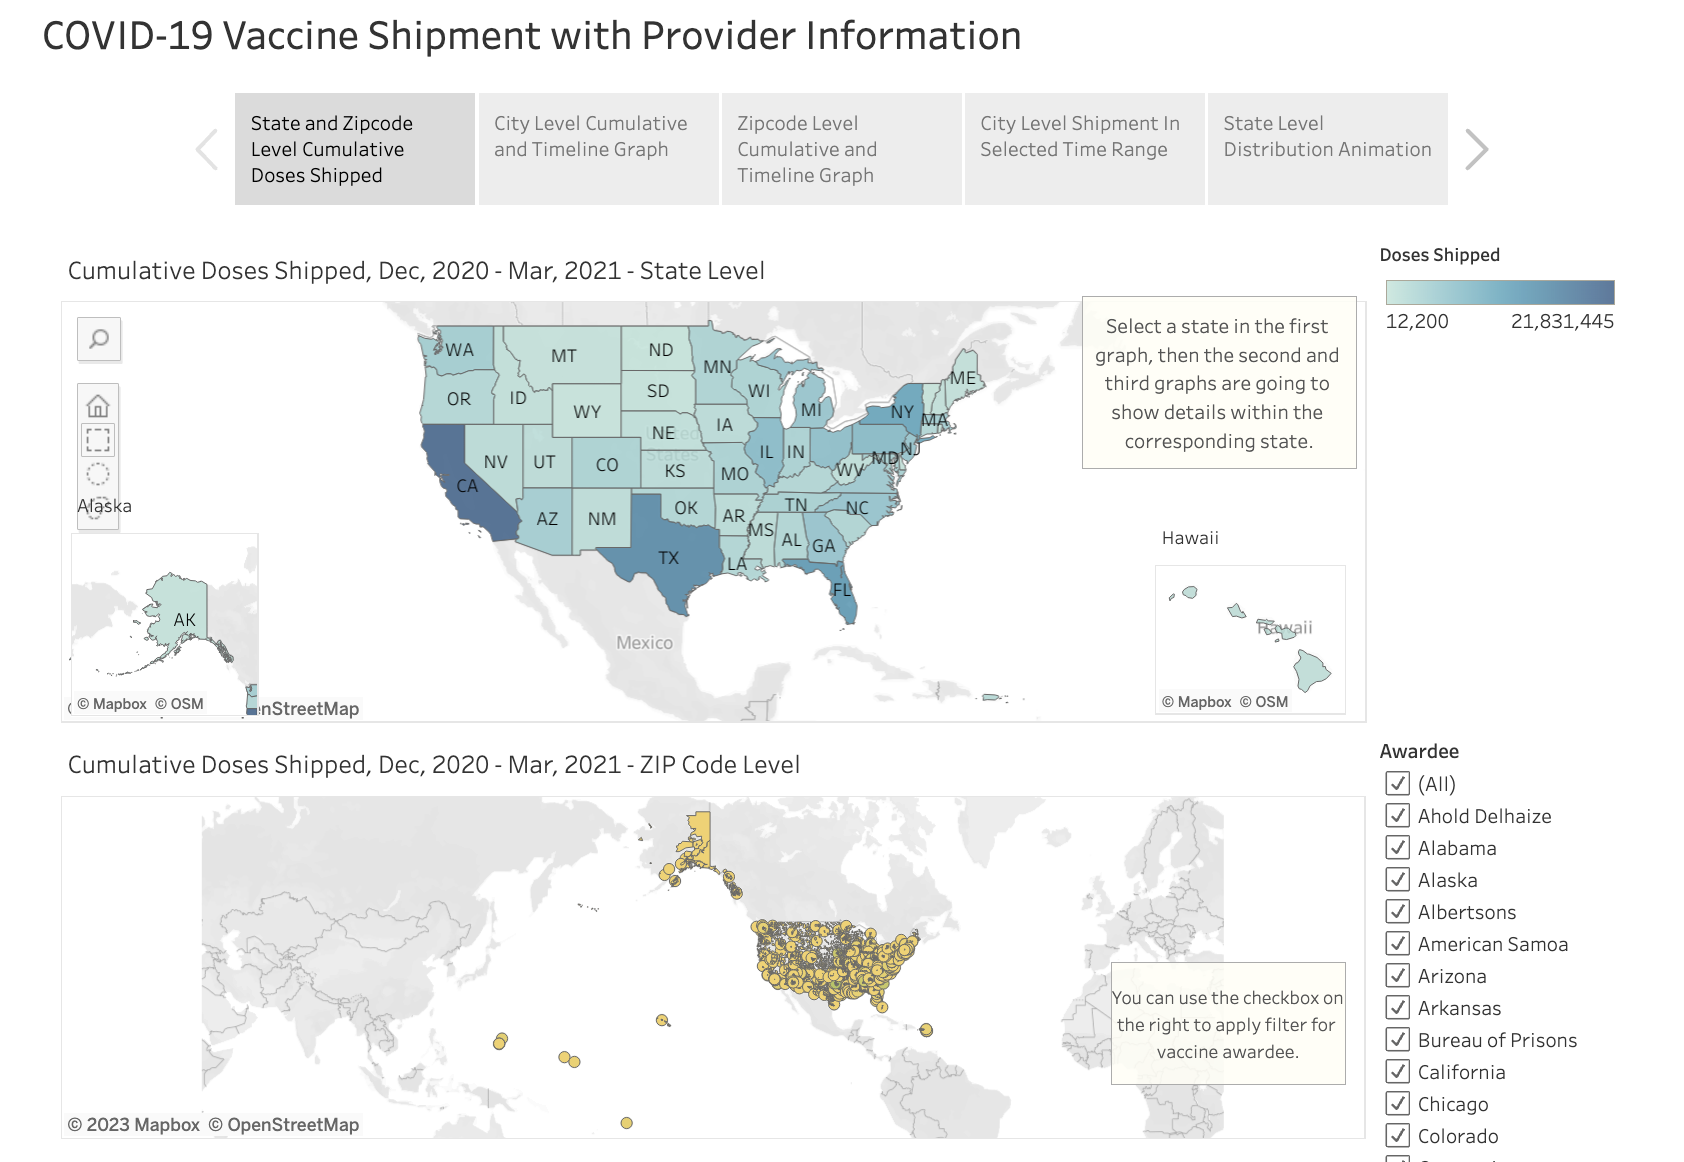 COVID-19 Vaccine Shipment with Provider Information
State and Zipcode
Level Cumulative
Doses Shipped
City Level Cumulative
and Timeline Graph
Zipcode Level
Cumulative and
Timeline Graph
City Level Shipment In
Selected Time Range
State Level
Distribution Animation
Cumulative Doses Shipped, Dec, 2020 - Mar, 2021 - State Level
Doses Shipped
12,200 21,831,445
Select a state in the first
graph, then the second and
third graphs are going to
show details within the
corresponding state.
WA
MT
ND
MN
ME
OR
ID
SD
WI
WY
MI
NY
MA
IA
NE
United
States
NV
UT
CO
KS
MO
IL
IN
WV
MD
NJ
CA
AZ
NM
OK
AR
TN
NC
MS
AL
GA
TX
LA
FL
Mexico
Alaska
AK
© Mapbox © OSM
enStreetMap
Hawaii
Hawaii
© Mapbox © OSM
Cumulative Doses Shipped, Dec, 2020 - Mar, 2021 - ZIP Code Level
You can use the checkbox on
the right to apply filter for
vaccine awardee.
© 2023 Mapbox © OpenStreetMap
Awardee
(All)
Ahold Delhaize
Alabama
Alaska
Albertsons
American Samoa
Arizona
Arkansas
Bureau of Prisons
California
Chicago
Colorado